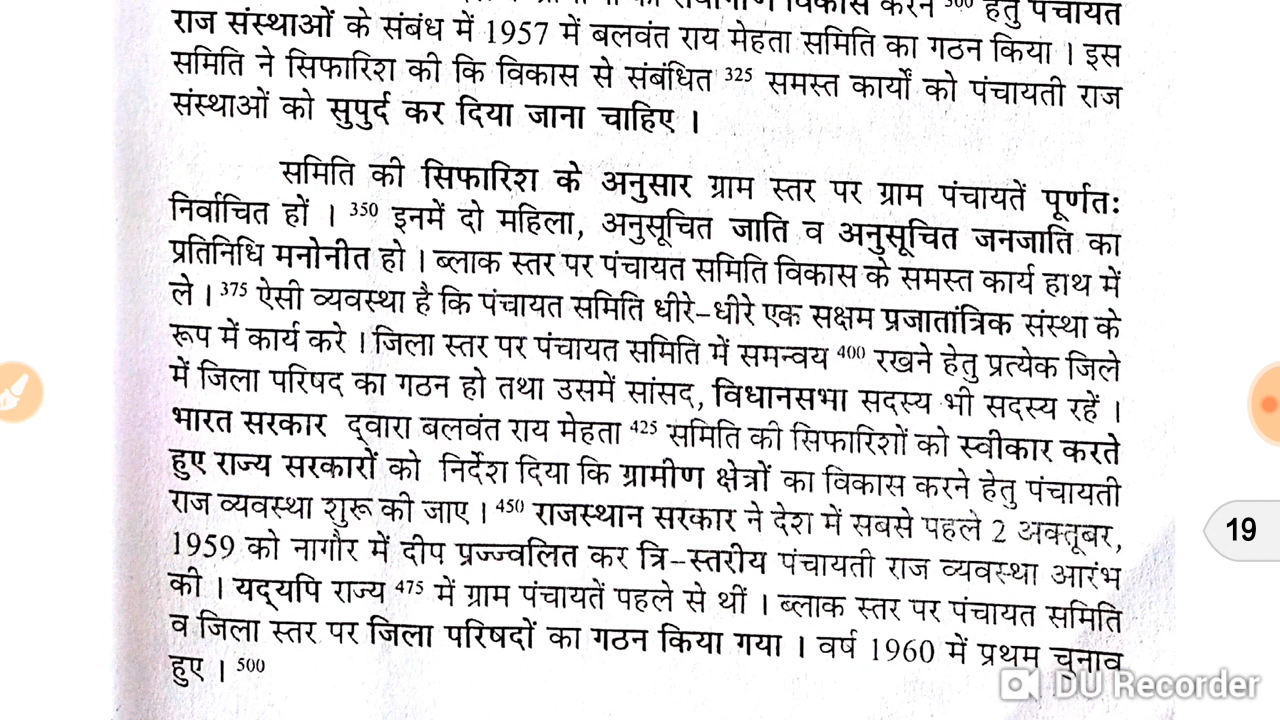 विकास करने 300 हेतु पंचायत
राज संस्थाओं के संबंध में 1957 में बलवंत राय मेहता समिति का गठन किया । इस
समिति ने सिफारिश की कि विकास से संबंधित 325 समस्त कार्यों को पंचायती राज
संस्थाओं को सुपुर्द कर दिया जाना चाहिए ।
समिति की सिफारिश के अनुसार ग्राम स्तर पर ग्राम पंचायतें पूर्णतः
निर्वाचित हों । 350 इनमें दो महिला, अनुसूचित जाति व अनुसूचित जनजाति का
प्रतिनिधि मनोनीत हो । ब्लाक स्तर पर पंचायत समिति विकास के समस्त कार्य हाथ में
ले । 375 ऐसी व्यवस्था है कि पंचायत समिति धीरे-धीरे एक सक्षम प्रजातांत्रिक संस्था के
रूप में कार्य करे । जिला स्तर पर पंचायत समिति में समन्वय 400 रखने हेतु प्रत्येक जिले
में जिला परिषद का गठन हो तथा उसमें सांसद, विधानसभा सदस्य भी सदस्य रहें ।
भारत सरकार द्वारा बलवंत राय मेहता 425 समिति की सिफारिशों को स्वीकार करते
हुए राज्य सरकारों को निर्देश दिया कि ग्रामीण क्षेत्रों का विकास करने हेतु पंचायती
राज व्यवस्था शुरू की जाए । 450 राजस्थान सरकार ने देश में सबसे पहले 2 अक्तूबर,
1959 को नागौर में दीप प्रज्ज्वलित कर त्रि-स्तरीय पंचायती राज व्यवस्था आरंभ
की । यद्यपि राज्य 475 में ग्राम पंचायतें पहले से थीं । ब्लाक स्तर पर पंचायत समिति
व जिला स्तर पर जिला परिषदों का गठन किया गया । वर्ष 1960 में प्रथम चुनाव
हुए । 500
19
DU Recorder